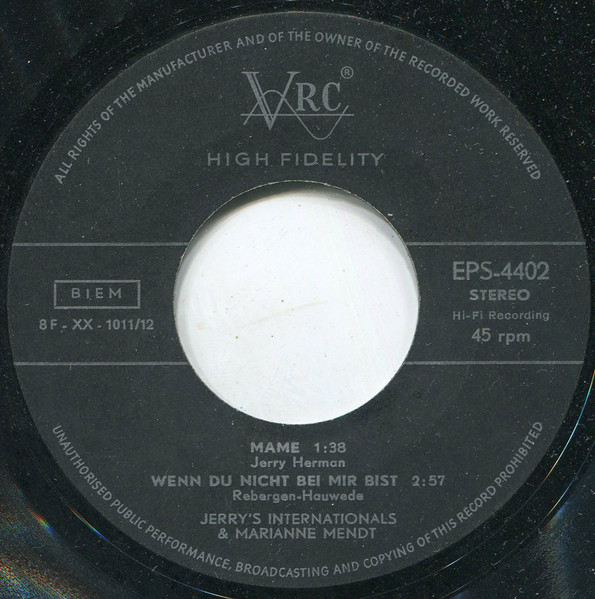 ALL RIGHTS OF THE MANUFACTURER AND OF THE OWNER OF THE RECORDED WORK RESERVED
VRC®
HIGH FIDELITY
BIEM
8F - XX - 1011/12
EPS-4402
STEREO
Hi-Fi Recording
45 rpm
MAME 1:38
Jerry Herman
WENN DU NICHT BEI MIR BIST 2:57
Rebergen-Hauwede
JERRY'S INTERNATIONALS
& MARIANNE MENDT
UNAUTHORISED PUBLIC PERFORMANCE, BROADCASTING AND COPYING OF THIS RECORD PROHIBITED